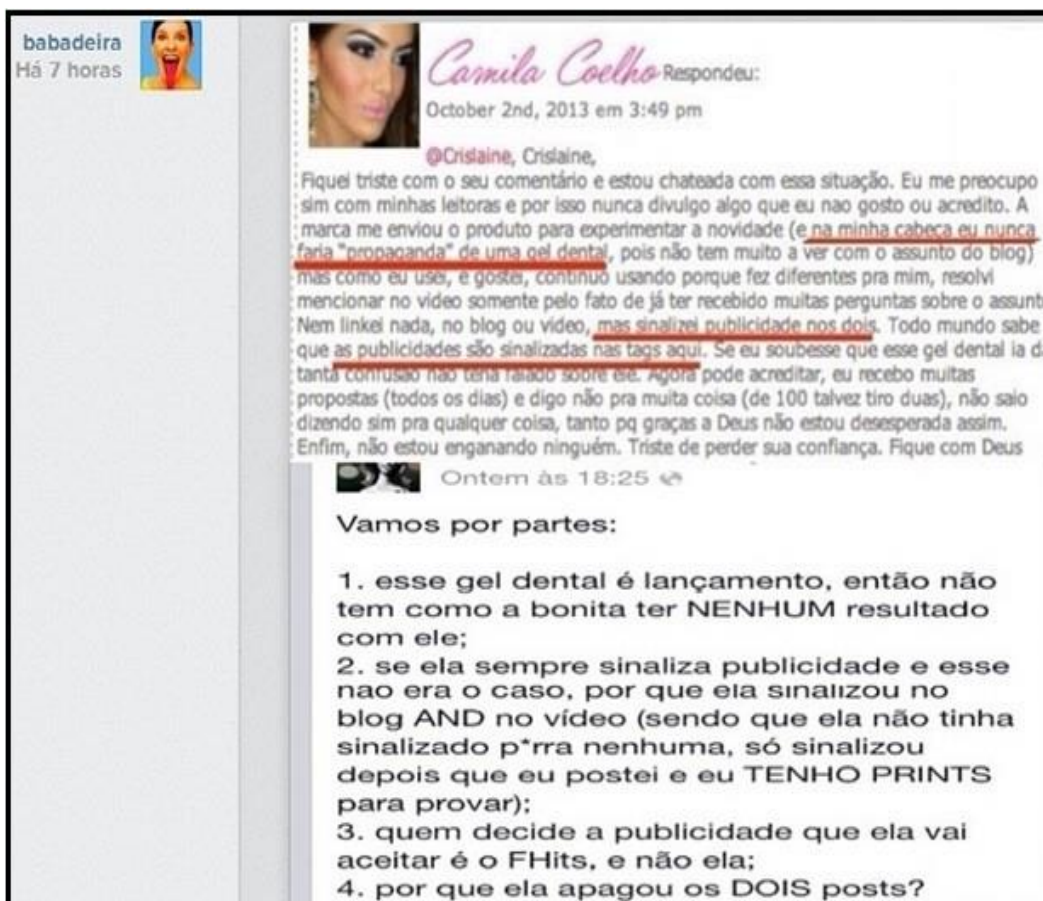 babadeira
Há 7 horas
Camila Coelho Respondeu:
October 2nd, 2013 em 3:49 pm
@Crislaine, Crislaine,
Fiquei triste com o seu comentário e estou chateada com essa situação. Eu me preocupo
sim com minhas leitoras e por isso nunca divulgo algo que eu nao gosto ou acredito. A
marca me enviou o produto para experimentar a novidade (e na minha cabeça eu nunca
faria "propaganda" de uma gel dental, pois não tem muito a ver com o assunto do blog)
mas como eu usei, e gostei, continuo usando porque fez diferentes pra mim, resolvi
mencionar no video somente pelo fato de já ter recebido muitas perguntas sobre o assunt
Nem linkei nada, no blog ou video, mas sinalizei publicidade nos dois. Todo mundo sabe
que as publicidades são sinalizadas nas tags aqui. Se eu soubesse que esse gel dental ia d
tanta confusão não teria falado sobre ele. Agora pode acreditar, eu recebo muitas
propostas (todos os dias) e digo não pra muita coisa (de 100 talvez tiro duas), não saio
dizendo sim pra qualquer coisa, tanto pq graças a Deus não estou desesperada assim.
Enfim, não estou enganando ninguém. Triste de perder sua confiança. Fique com Deus
Ontem às 18:25
Vamos por partes:
1. esse gel dental é lançamento, então não
tem como a bonita ter NENHUM resultado
com ele;
2. se ela sempre sinaliza publicidade e esse
nao era o caso, por que ela sinalizou no
blog AND no vídeo (sendo que ela não tinha
sinalizado p*rra nenhuma, só sinalizou
depois que eu postei e eu TENHO PRINTS
para provar);
3. quem decide a publicidade que ela vai
aceitar é o FHits, e não ela;
4. por que ela apagou os DOIS posts?